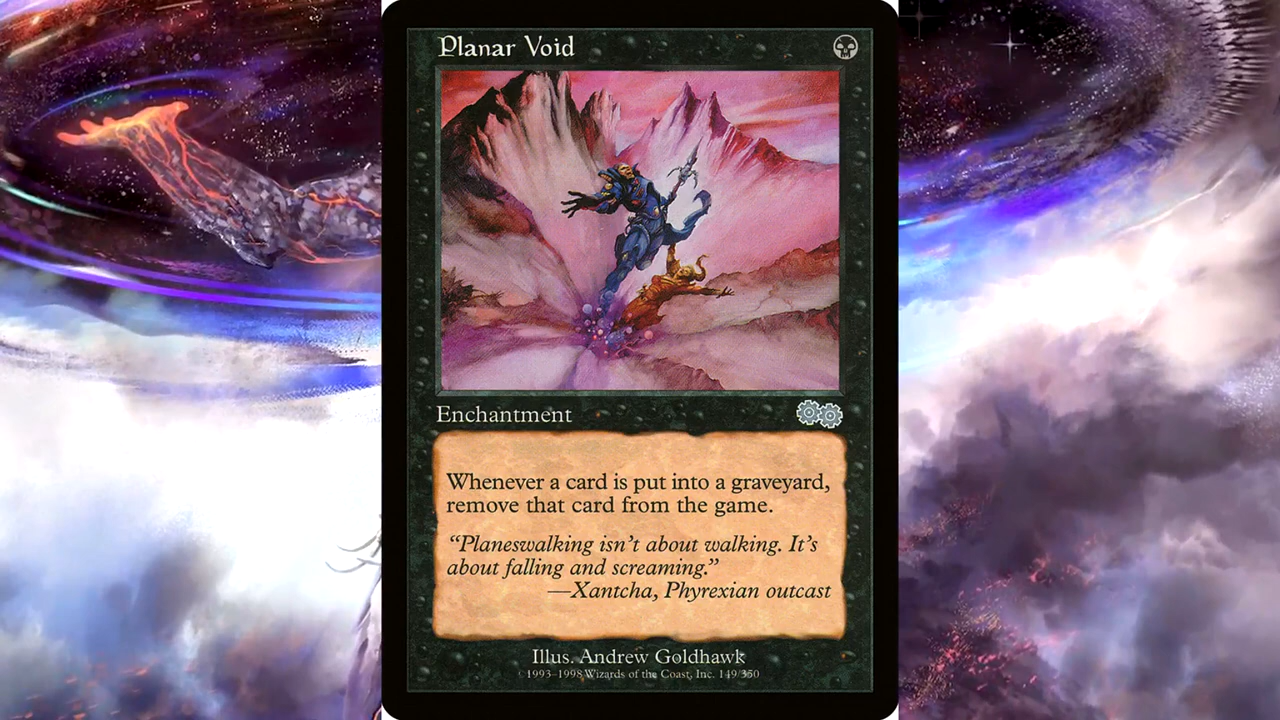 Planar Void
Enchantment
Whenever a card is put into a graveyard,
remove that card from the game.
“Planeswalking isn’t about walking. It’s
about falling and screaming.”
—Xantcha, Phyrexian outcast
Illus. Andrew Goldhawk
1993–1998 Wizards of the Coast, Inc. 149/350